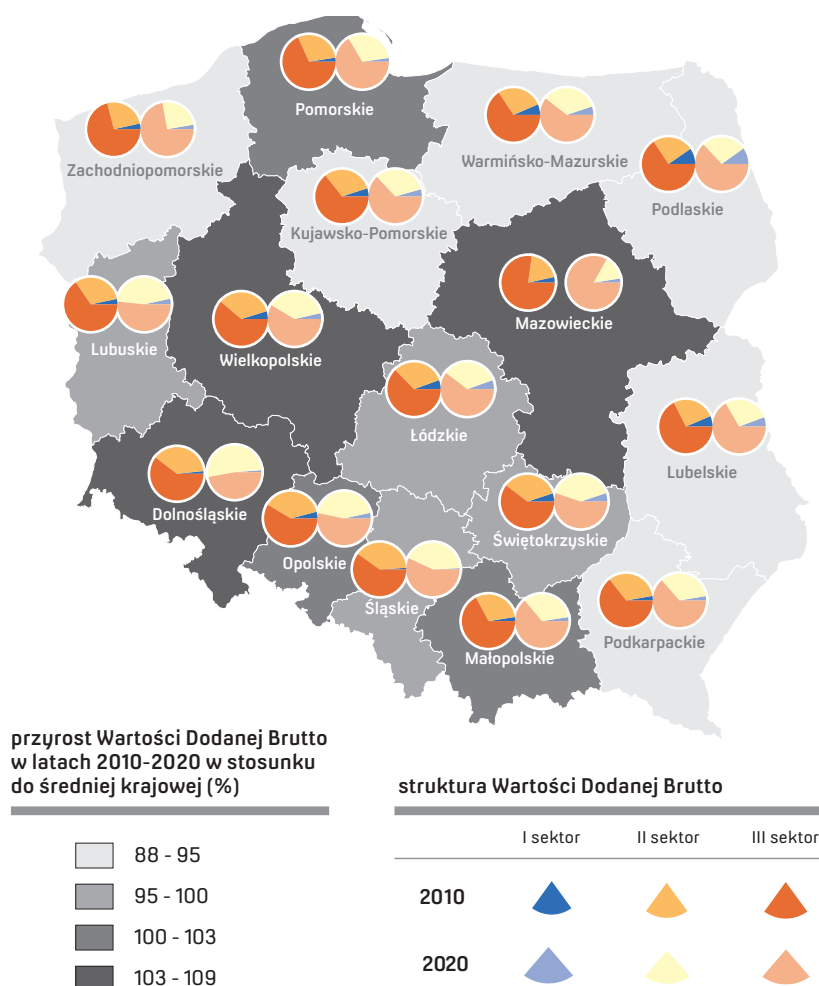 Pomorskie
Zachodniopomorskie
Warmińsko-Mazurskie
Podlaskie
Kujawsko-Pomorskie
Mazowieckie
Lubuskie
Wielkopolskie
Łódzkie
Lubelskie
Dolnośląskie
Opolskie
Świętokrzyskie
Śląskie
Małopolskie
Podkarpackie
przyrost Wartości Dodanej Brutto
w latach 2010-2020 w stosunku
do średniej krajowej (%)
88 - 95
95 - 100
100 - 103
103 - 109
struktura Wartości Dodanej Brutto
I sektor II sektor III sektor
2010
2020